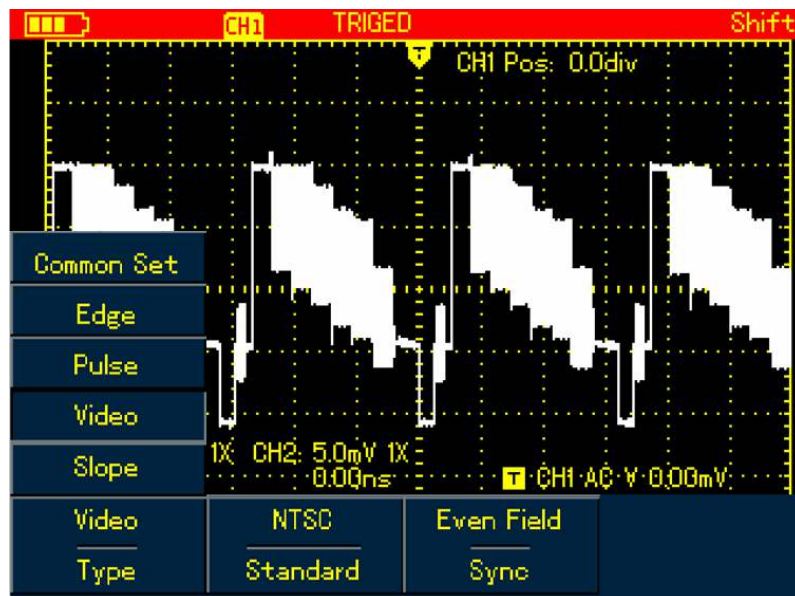 CH1 TRIGED Shift
T CH1 Pos: 0.0div
Common Set
Edge
Pulse
Video
Slope
1X CH2: 5.0mV 1X
0.00ns T CH1 AC V 0.00mV
Video NTSC Even Field
Type Standard Sync